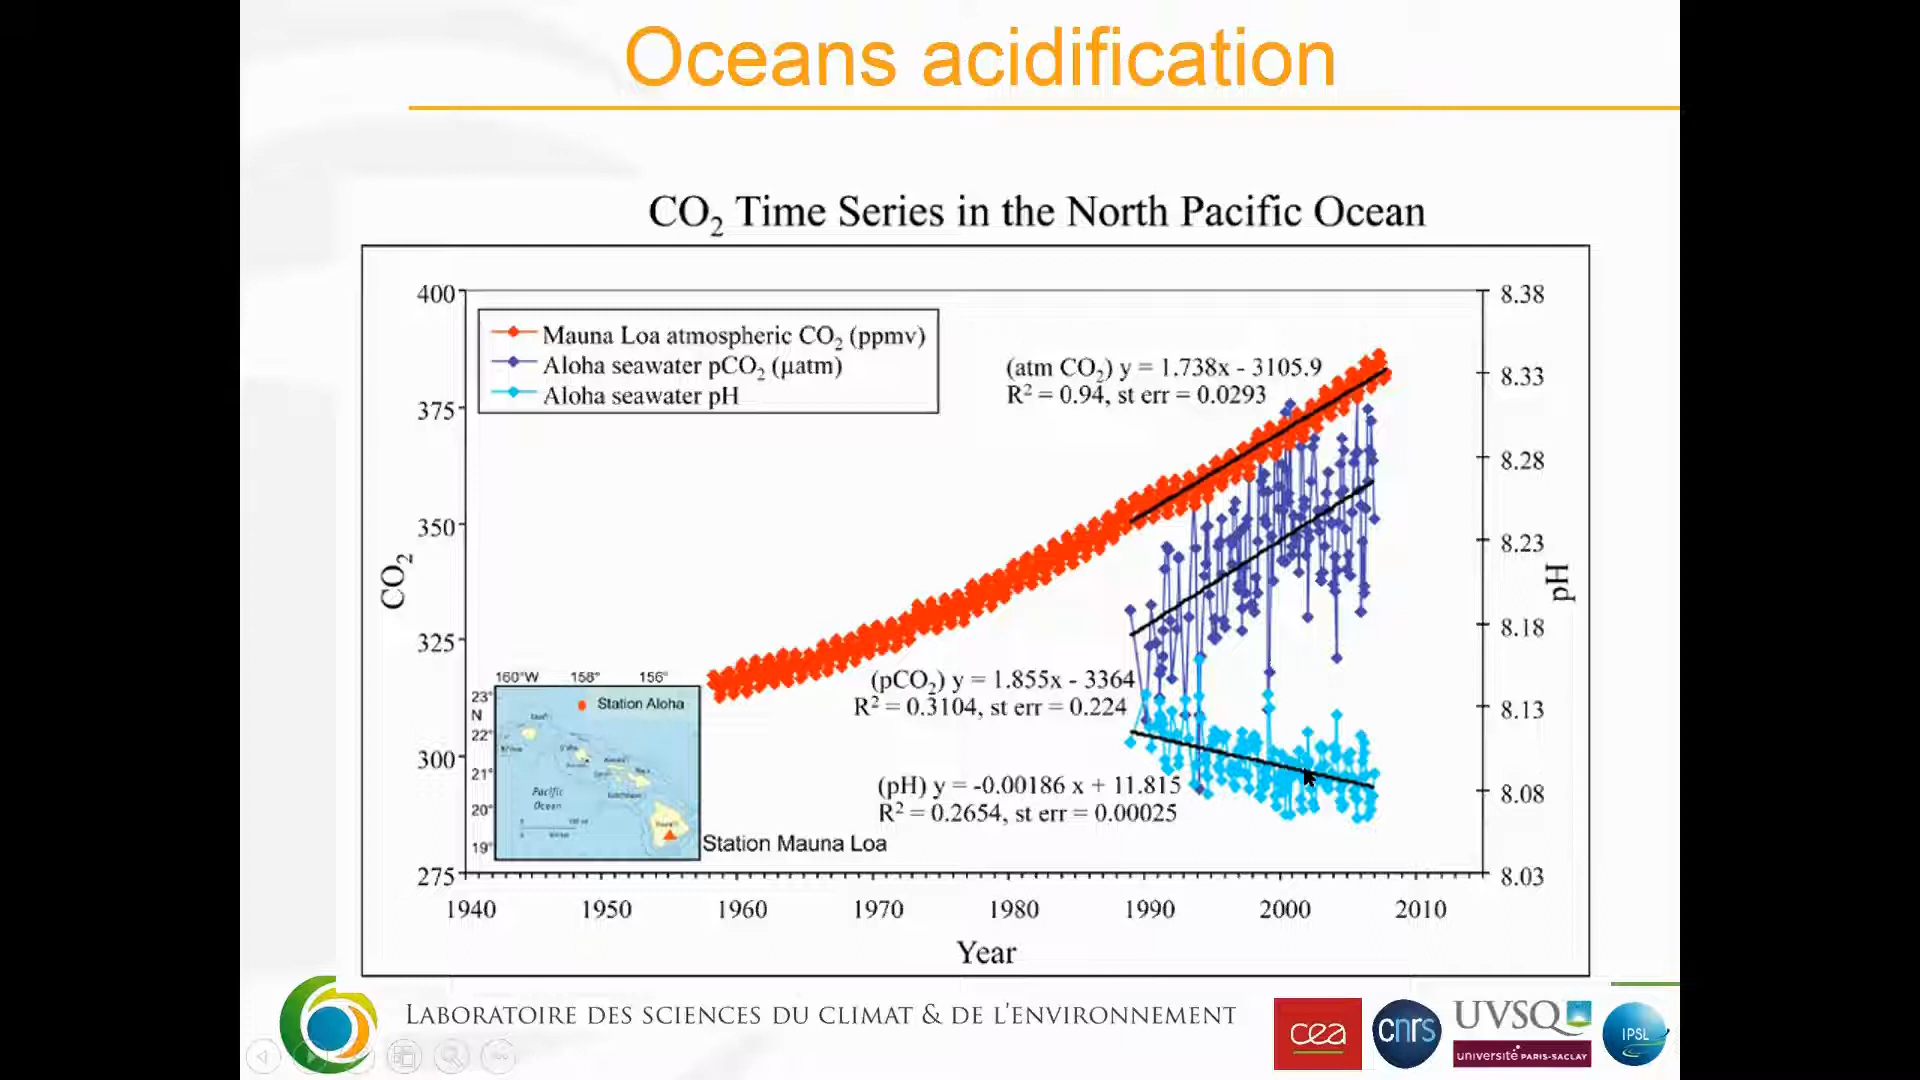 Oceans acidification
CO₂ Time Series in the North Pacific Ocean
400
375
350
325
300
275
CO₂
Mauna Loa atmospheric CO₂ (ppmv)
Aloha seawater pCO₂ (µatm)
Aloha seawater pH
(atm CO₂) y = 1.738x - 3105.9
R² = 0.94, st err = 0.0293
(pCO₂) y = 1.855x - 3364
R² = 0.3104, st err = 0.224
(pH) y = -0.00186 x + 11.815
R² = 0.2654, st err = 0.00025
8.38
8.33
8.28
8.23
8.18
8.13
8.08
8.03
pH
160°W 158° 156°
23°
N
22°
21°
20°
19°
Station Aloha
Pacific
Ocean
Station Mauna Loa
1940 1950 1960 1970 1980 1990 2000 2010
Year
LABORATOIRE DES SCIENCES DU CLIMAT & DE L'ENVIRONNEMENT
cea
cnrs
UVSQ
université PARIS-SACLAY
IPSL